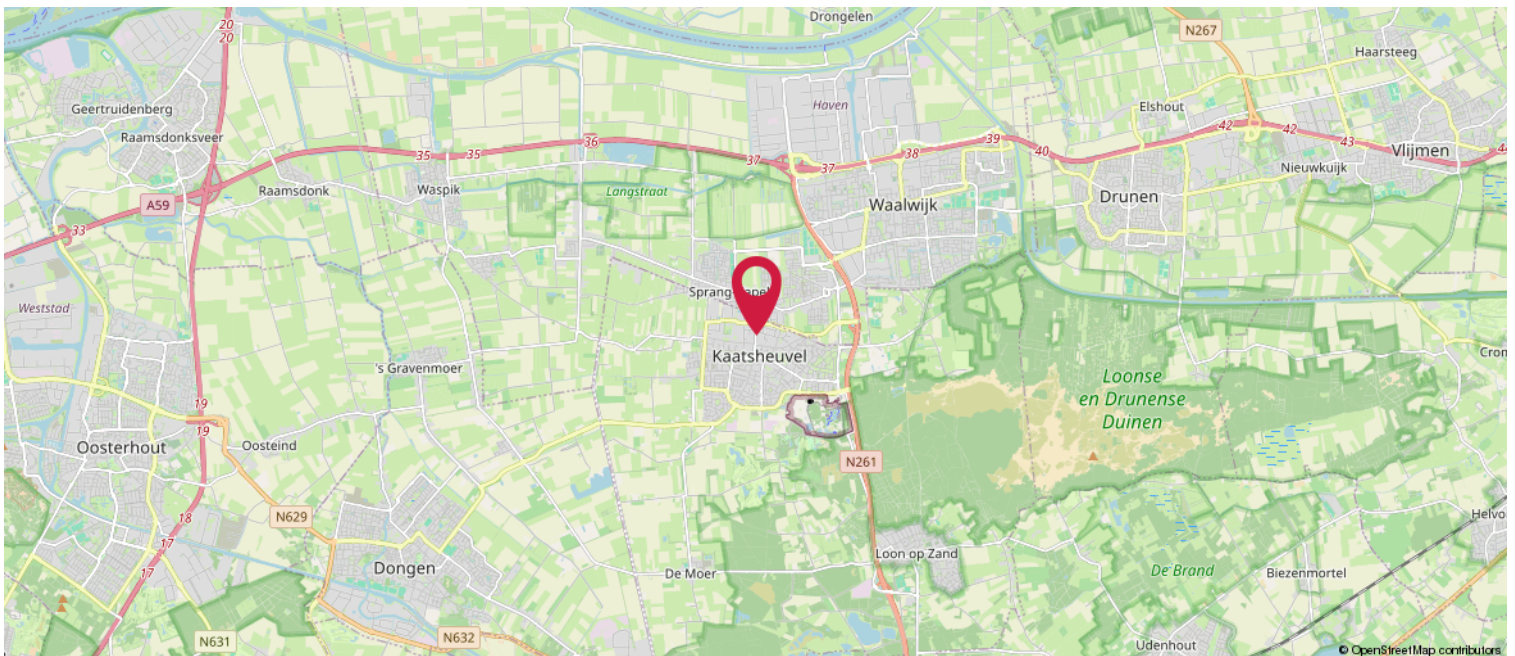 Drongelen
20
20
N267
Haarsteeg
Geertruidenberg
Haven
Elshout
Raamsdonksveer
42
42
43
Vlijmen
44
35
35
36
37
37
38
39
40
Nieuwkuijk
Raamsdonk
Waspik
Langstraat
Waalwijk
Drunen
A59
33
Weststad
Kaatsheuvel
's Gravenmoer
Loonse
en Drunense
Duinen
19
19
Oosterhout
Oosteind
N261
18
N629
17
17
Dongen
De Moer
Loon op Zand
De Brand
Biezenmortel
N631
N632
Udenhout
© OpenStreetMap contributors